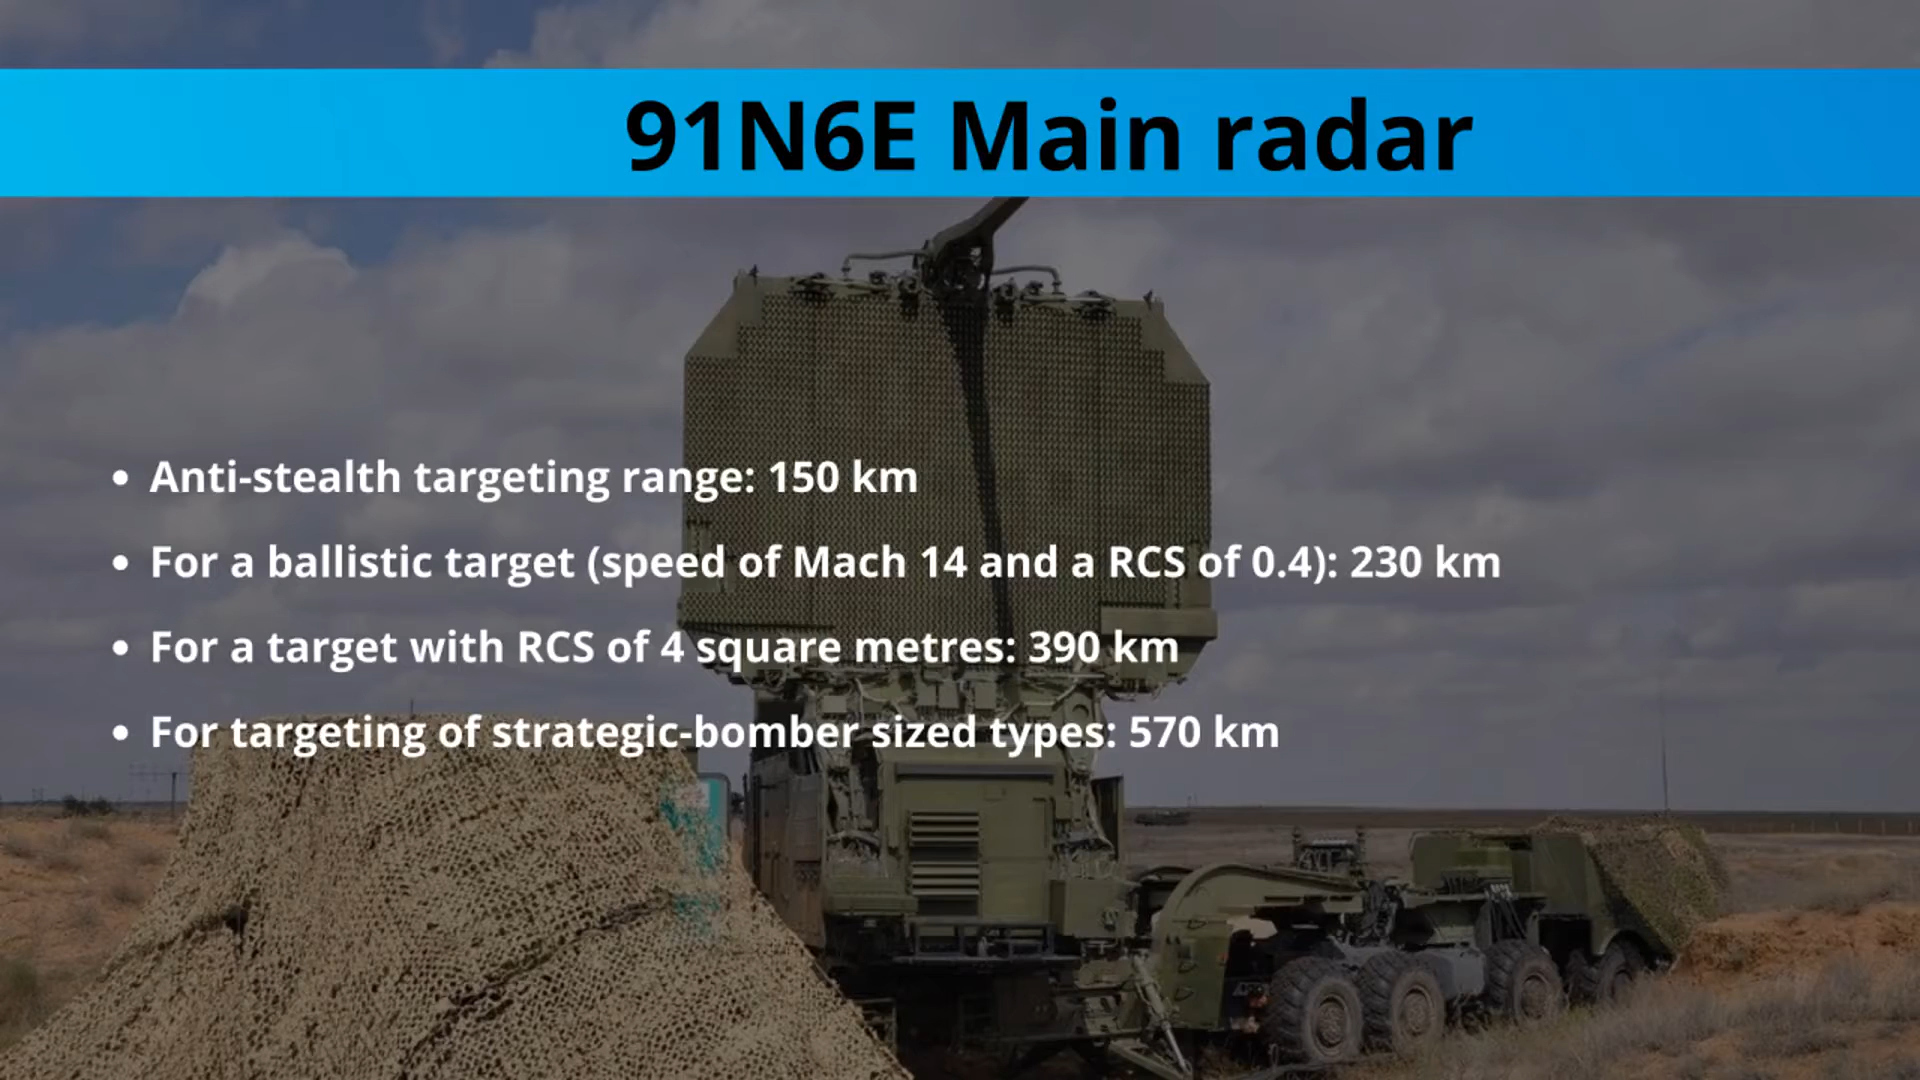 91N6E Main radar
• Anti-stealth targeting range: 150 km
• For a ballistic target (speed of Mach 14 and a RCS of 0.4): 230 km
• For a target with RCS of 4 square metres: 390 km
• For targeting of strategic-bomber sized types: 570 km